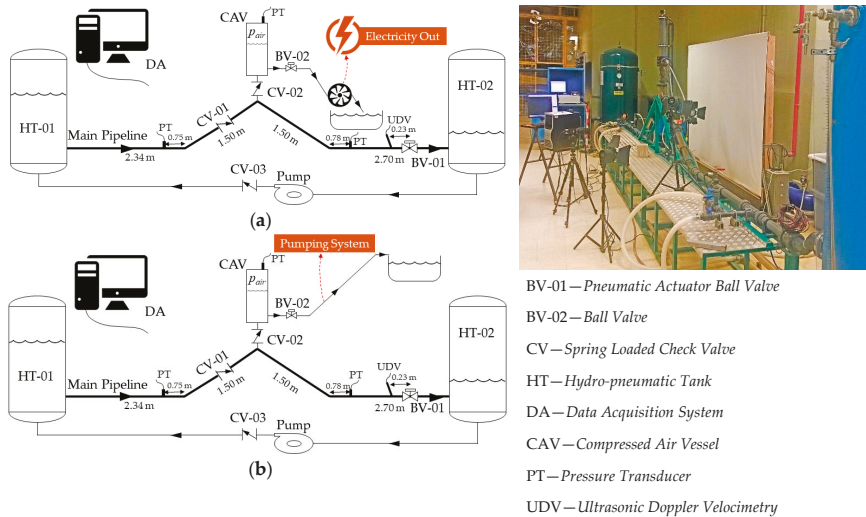 CAV
PT
p air
BV-02
Electricity Out
DA
HT-01
HT-02
CV-02
CV-01
1.50 m
1.50 m
Main Pipeline
PT
0.75 m
2.34 m
0.78 m
PT
UDV
0.23 m
2.70 m
BV-01
CV-03
Pump
(a)
Pumping System
CAV
PT
p air
BV-02
DA
HT-01
HT-02
CV-02
CV-01
1.50 m
1.50 m
Main Pipeline
PT
0.75 m
2.34 m
0.78 m
PT
UDV
0.23 m
2.70 m
BV-01
CV-03
Pump
(b)
BV-01—Pneumatic Actuator Ball Valve
BV-02—Ball Valve
CV—Spring Loaded Check Valve
HT—Hydro-pneumatic Tank
DA—Data Acquisition System
CAV—Compressed Air Vessel
PT—Pressure Transducer
UDV—Ultrasonic Doppler Velocimetry